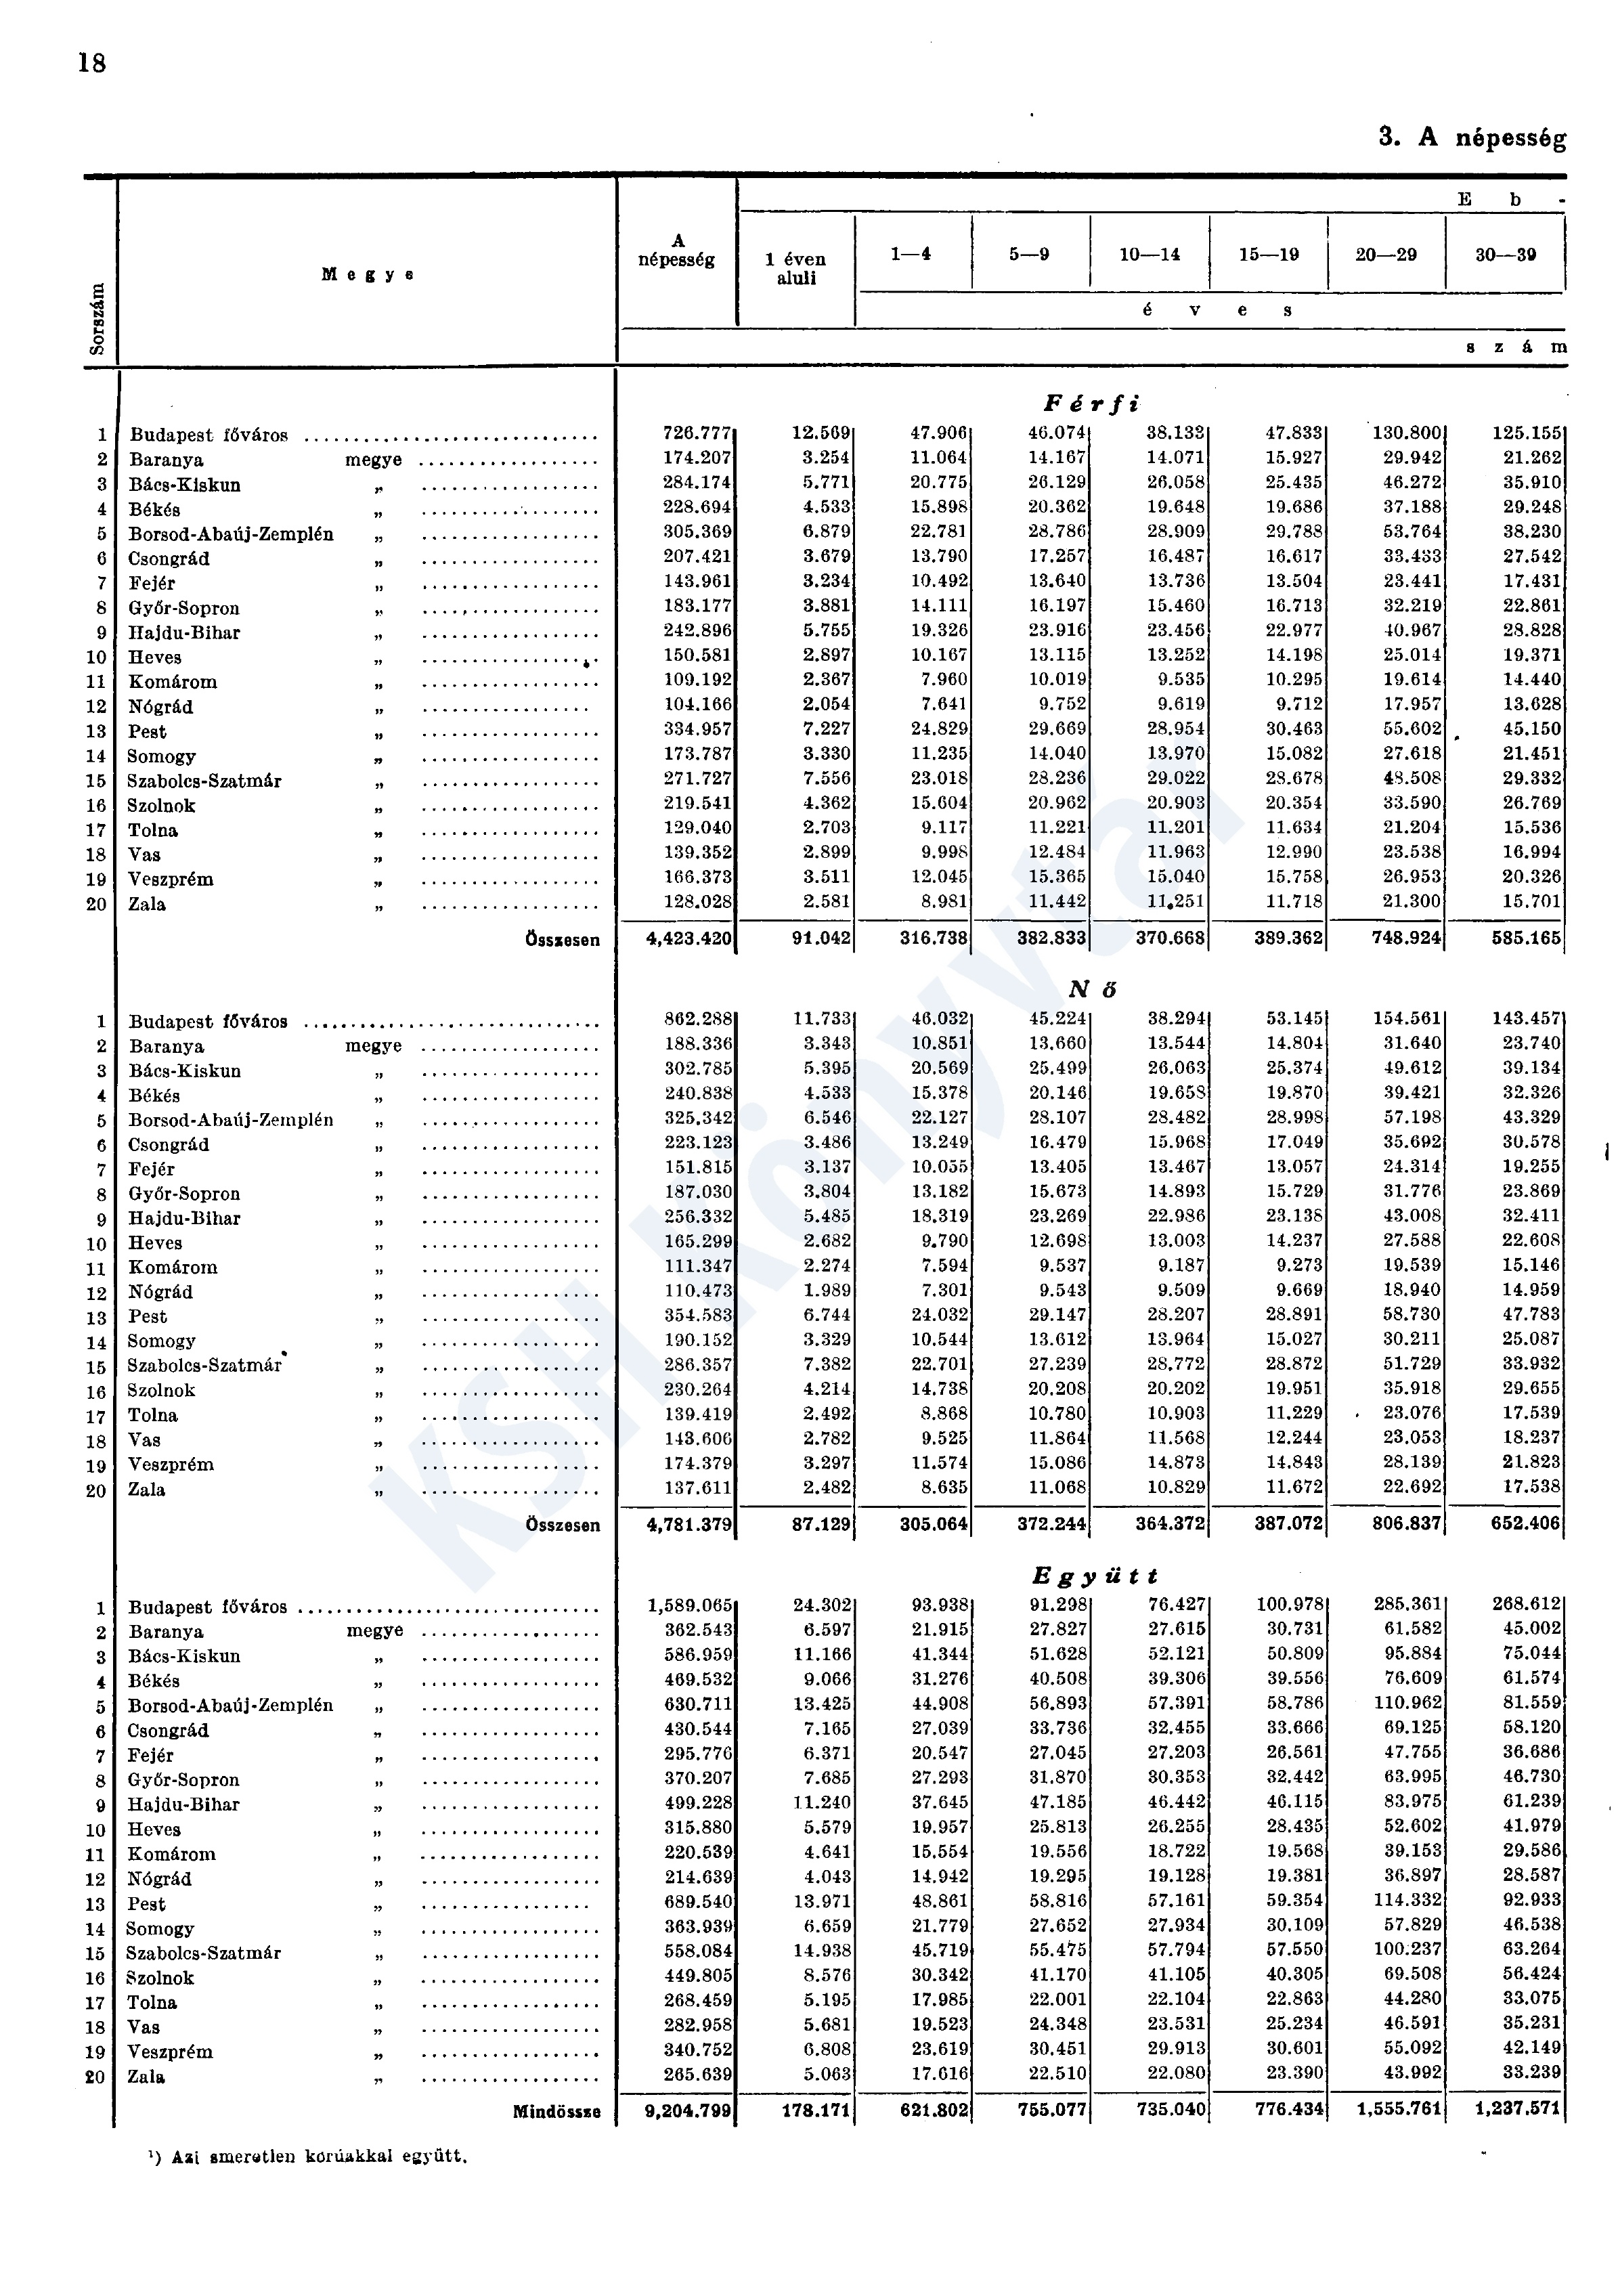 18
3. A népesség
Sorszám
Megye
A népesség
E b -
1 éven aluli
1—4
5—9
10—14
15—19
20—29
30—39
é v e s
s z á m
Férfi
1 Budapest főváros 726.777 12.569 47.906 46.074 38.133 47.833 130.800 125.155
2 Baranya megye 174.207 3.254 11.064 14.167 14.071 15.927 29.942 21.262
3 Bács-Kiskun „ 284.174 5.771 20.775 26.129 26.058 25.435 46.272 35.910
4 Békés „ 228.694 4.533 15.898 20.362 19.648 19.686 37.188 29.248
5 Borsod-Abaúj-Zemplén „ 305.369 6.879 22.781 28.786 28.909 29.788 53.764 38.230
6 Csongrád „ 207.421 3.679 13.790 17.257 16.487 16.617 33.433 27.542
7 Fejér „ 143.961 3.234 10.492 13.640 13.736 13.504 23.441 17.431
8 Győr-Sopron „ 183.177 3.881 14.111 16.197 15.460 16.713 32.219 22.861
9 Hajdu-Bihar „ 242.896 5.755 19.326 23.916 23.456 22.977 40.967 28.828
10 Heves „ 150.581 2.897 10.167 13.115 13.252 14.198 25.014 19.371
11 Komárom „ 109.192 2.367 7.960 10.019 9.535 10.295 19.614 14.440
12 Nógrád „ 104.166 2.054 7.641 9.752 9.619 9.712 17.957 13.628
13 Pest „ 334.957 7.227 24.829 29.669 28.954 30.463 55.602 45.150
14 Somogy „ 173.787 3.330 11.235 14.040 13.970 15.082 27.618 21.451
15 Szabolcs-Szatmár „ 271.727 7.556 23.018 28.236 29.022 28.678 48.508 29.332
16 Szolnok „ 219.541 4.362 15.604 20.962 20.903 20.354 33.590 26.769
17 Tolna „ 129.040 2.703 9.117 11.221 11.201 11.634 21.204 15.536
18 Vas „ 139.352 2.899 9.998 12.484 11.963 12.990 23.538 16.994
19 Veszprém „ 166.373 3.511 12.045 15.365 15.040 15.758 26.953 20.326
20 Zala „ 128.028 2.581 8.981 11.442 11.251 11.718 21.300 15.701
Összesen 4,423.420 91.042 316.738 382.833 370.668 389.362 748.924 585.165
Nő
1 Budapest főváros 862.288 11.733 46.032 45.224 38.294 53.145 154.561 143.457
2 Baranya megye 188.336 3.343 10.851 13.660 13.544 14.804 31.640 23.740
3 Bács-Kiskun „ 302.785 5.395 20.569 25.499 26.063 25.374 49.612 39.134
4 Békés „ 240.838 4.533 15.378 20.146 19.658 19.870 39.421 32.326
5 Borsod-Abaúj-Zemplén „ 325.342 6.546 22.127 28.107 28.482 28.998 57.198 43.329
6 Csongrád „ 223.123 3.486 13.249 16.479 15.968 17.049 35.692 30.578
7 Fejér „ 151.815 3.137 10.055 13.405 13.467 13.057 24.314 19.255
8 Győr-Sopron „ 187.030 3.804 13.182 15.673 14.893 15.729 31.776 23.869
9 Hajdu-Bihar „ 256.332 5.485 18.319 23.269 22.986 23.138 43.008 32.411
10 Heves „ 165.299 2.682 9.790 12.698 13.003 14.237 27.588 22.608
11 Komárom „ 111.347 2.274 7.594 9.537 9.187 9.273 19.539 15.146
12 Nógrád „ 110.473 1.989 7.301 9.543 9.509 9.669 18.940 14.959
13 Pest „ 354.583 6.744 24.032 29.147 28.207 28.891 58.730 47.783
14 Somogy „ 190.152 3.329 10.544 13.612 13.964 15.027 30.211 25.087
15 Szabolcs-Szatmár „ 286.357 7.382 22.701 27.239 28.772 28.872 51.729 33.932
16 Szolnok „ 230.264 4.214 14.738 20.208 20.202 19.951 35.918 29.655
17 Tolna „ 139.419 2.492 8.868 10.780 10.903 11.229 23.076 17.539
18 Vas „ 143.606 2.782 9.525 11.864 11.568 12.244 23.053 18.237
19 Veszprém „ 174.379 3.297 11.574 15.086 14.873 14.843 28.139 21.823
20 Zala „ 137.611 2.482 8.635 11.068 10.829 11.672 22.692 17.538
Összesen 4,781.379 87.129 305.064 372.244 364.372 387.072 806.837 652.406
Együtt
1 Budapest főváros 1,589.065 24.302 93.938 91.298 76.427 100.978 285.361 268.612
2 Baranya megye 362.543 6.597 21.915 27.827 27.615 30.731 61.582 45.002
3 Bács-Kiskun „ 586.959 11.166 41.344 51.628 52.121 50.809 95.884 75.044
4 Békés „ 469.532 9.066 31.276 40.508 39.306 39.556 76.609 61.574
5 Borsod-Abaúj-Zemplén „ 630.711 13.425 44.908 56.893 57.391 58.786 110.962 81.559
6 Csongrád „ 430.544 7.165 27.039 33.736 32.455 33.666 69.125 58.120
7 Fejér „ 295.776 6.371 20.547 27.045 27.203 26.561 47.755 36.686
8 Győr-Sopron „ 370.207 7.685 27.293 31.870 30.353 32.442 63.995 46.730
9 Hajdu-Bihar „ 499.228 11.240 37.645 47.185 46.442 46.115 83.975 61.239
10 Heves „ 315.880 5.579 19.957 25.813 26.255 28.435 52.602 41.979
11 Komárom „ 220.539 4.641 15.554 19.556 18.722 19.568 39.153 29.586
12 Nógrád „ 214.639 4.043 14.942 19.295 19.128 19.381 36.897 28.587
13 Pest „ 689.540 13.971 48.861 58.816 57.161 59.354 114.332 92.933
14 Somogy „ 363.939 6.659 21.779 27.652 27.934 30.109 57.829 46.538
15 Szabolcs-Szatmár „ 558.084 14.938 45.719 55.475 57.794 57.550 100.237 63.264
16 Szolnok „ 449.805 8.576 30.342 41.170 41.105 40.305 69.508 56.424
17 Tolna „ 268.459 5.195 17.985 22.001 22.104 22.863 44.280 33.075
18 Vas „ 282.958 5.681 19.523 24.348 23.531 25.234 46.591 35.231
19 Veszprém „ 340.752 6.808 23.619 30.451 29.913 30.601 55.092 42.149
20 Zala „ 265.639 5.063 17.616 22.510 22.080 23.390 43.992 33.239
Mindössze 9,204.799 178.171 621.802 755.077 735.040 776.434 1,555.761 1,237.571
¹) Azi smeretlen korúakkal együtt.
KSH Könyvtár